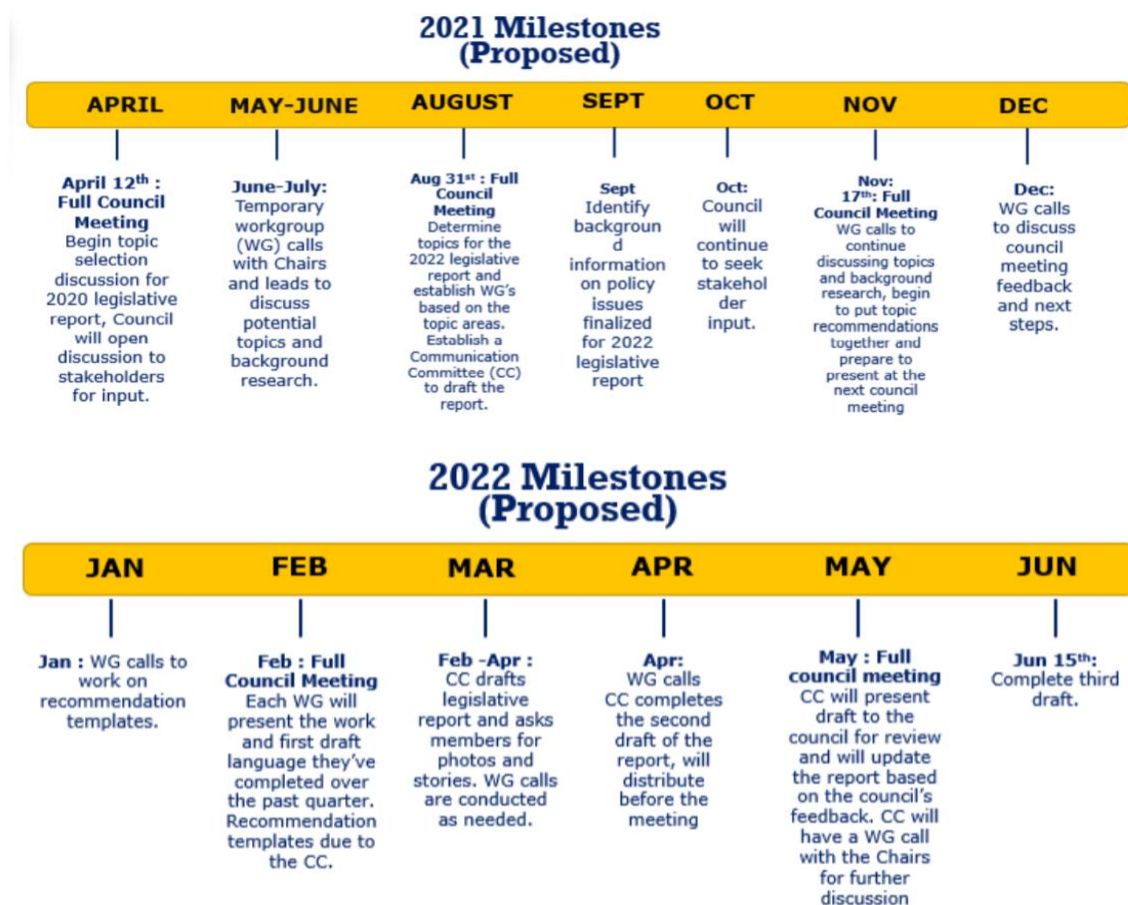 2021 Milestones
(Proposed)
APRIL
MAY-JUNE
AUGUST
SEPT
OCT
NOV
DEC
April 12th :
Full Council
Meeting
Begin topic
selection
discussion for
2020 legislative
report, Council
will open
discussion to
stakeholders
for input.
June-July:
Temporary
workgroup
(WG) calls
with Chairs
and leads to
discuss
potential
topics and
background
research.
Aug 31st : Full
Council
Meeting
Determine
topics for the
2022 legislative
report and
establish WG's
based on the
topic areas.
Establish a
Communication
Committee (CC)
to draft the
report.
Sept
Identify
backgroun
d
information
on policy
issues
finalized
for 2022
legislative
report
Oct:
Council
will
continue
to seek
stakehol
der
input.
Nov:
17th: Full
Council Meeting
WG calls to
continue
discussing topics
and background
research, begin
to put topic
recommendations
together and
prepare to
present at the
next council
meeting
Dec:
WG calls
to discuss
council
meeting
feedback
and next
steps.
2022 Milestones
(Proposed)
JAN
FEB
MAR
APR
MAY
JUN
Jan : WG calls to
work on
recommendation
templates.
Feb : Full
Council Meeting
Each WG will
present the work
and first draft
language they've
completed over
the past quarter.
Recommendation
templates due to
the CC.
Feb -Apr :
CC drafts
legislative
report and asks
members for
photos and
stories. WG calls
are conducted
as needed.
Apr:
WG calls
CC completes
the second
draft of the
report, will
distribute
before the
meeting
May : Full
council meeting
CC will present
draft to the
council for review
and will update
the report based
on the council's
feedback. CC will
have a WG call
with the Chairs
for further
discussion
Jun 15th:
Complete third
draft.